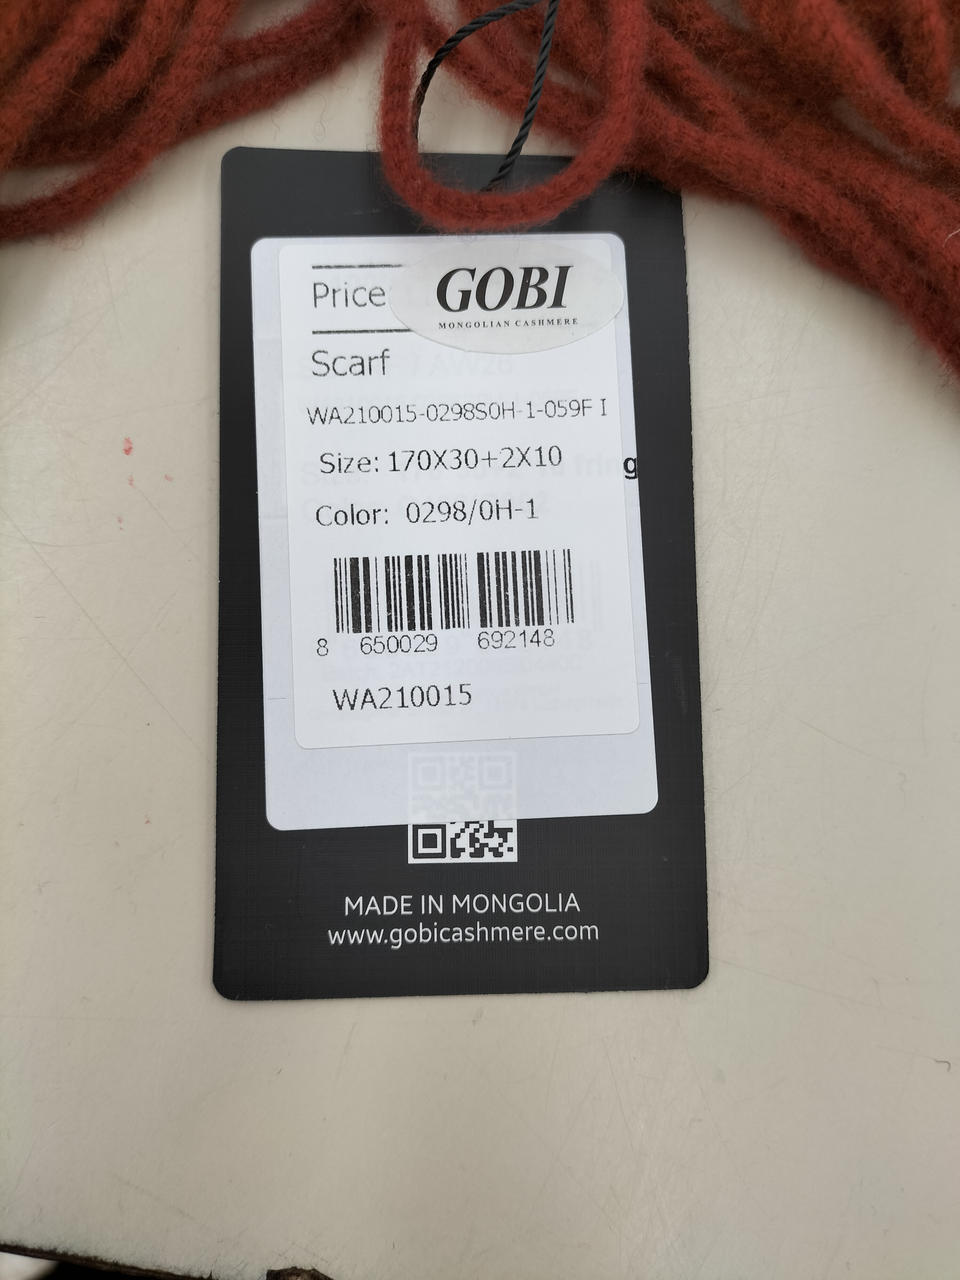 GOBI
MONGOLIAN CASHMERE
Price
Scarf
WA210015-0298S0H-1-059F I
Size: 170X30+2X10
g
Color: 0298/0H-1
8 650029 692148
WA210015
MADE IN MONGOLIA
www.gobicashmere.com